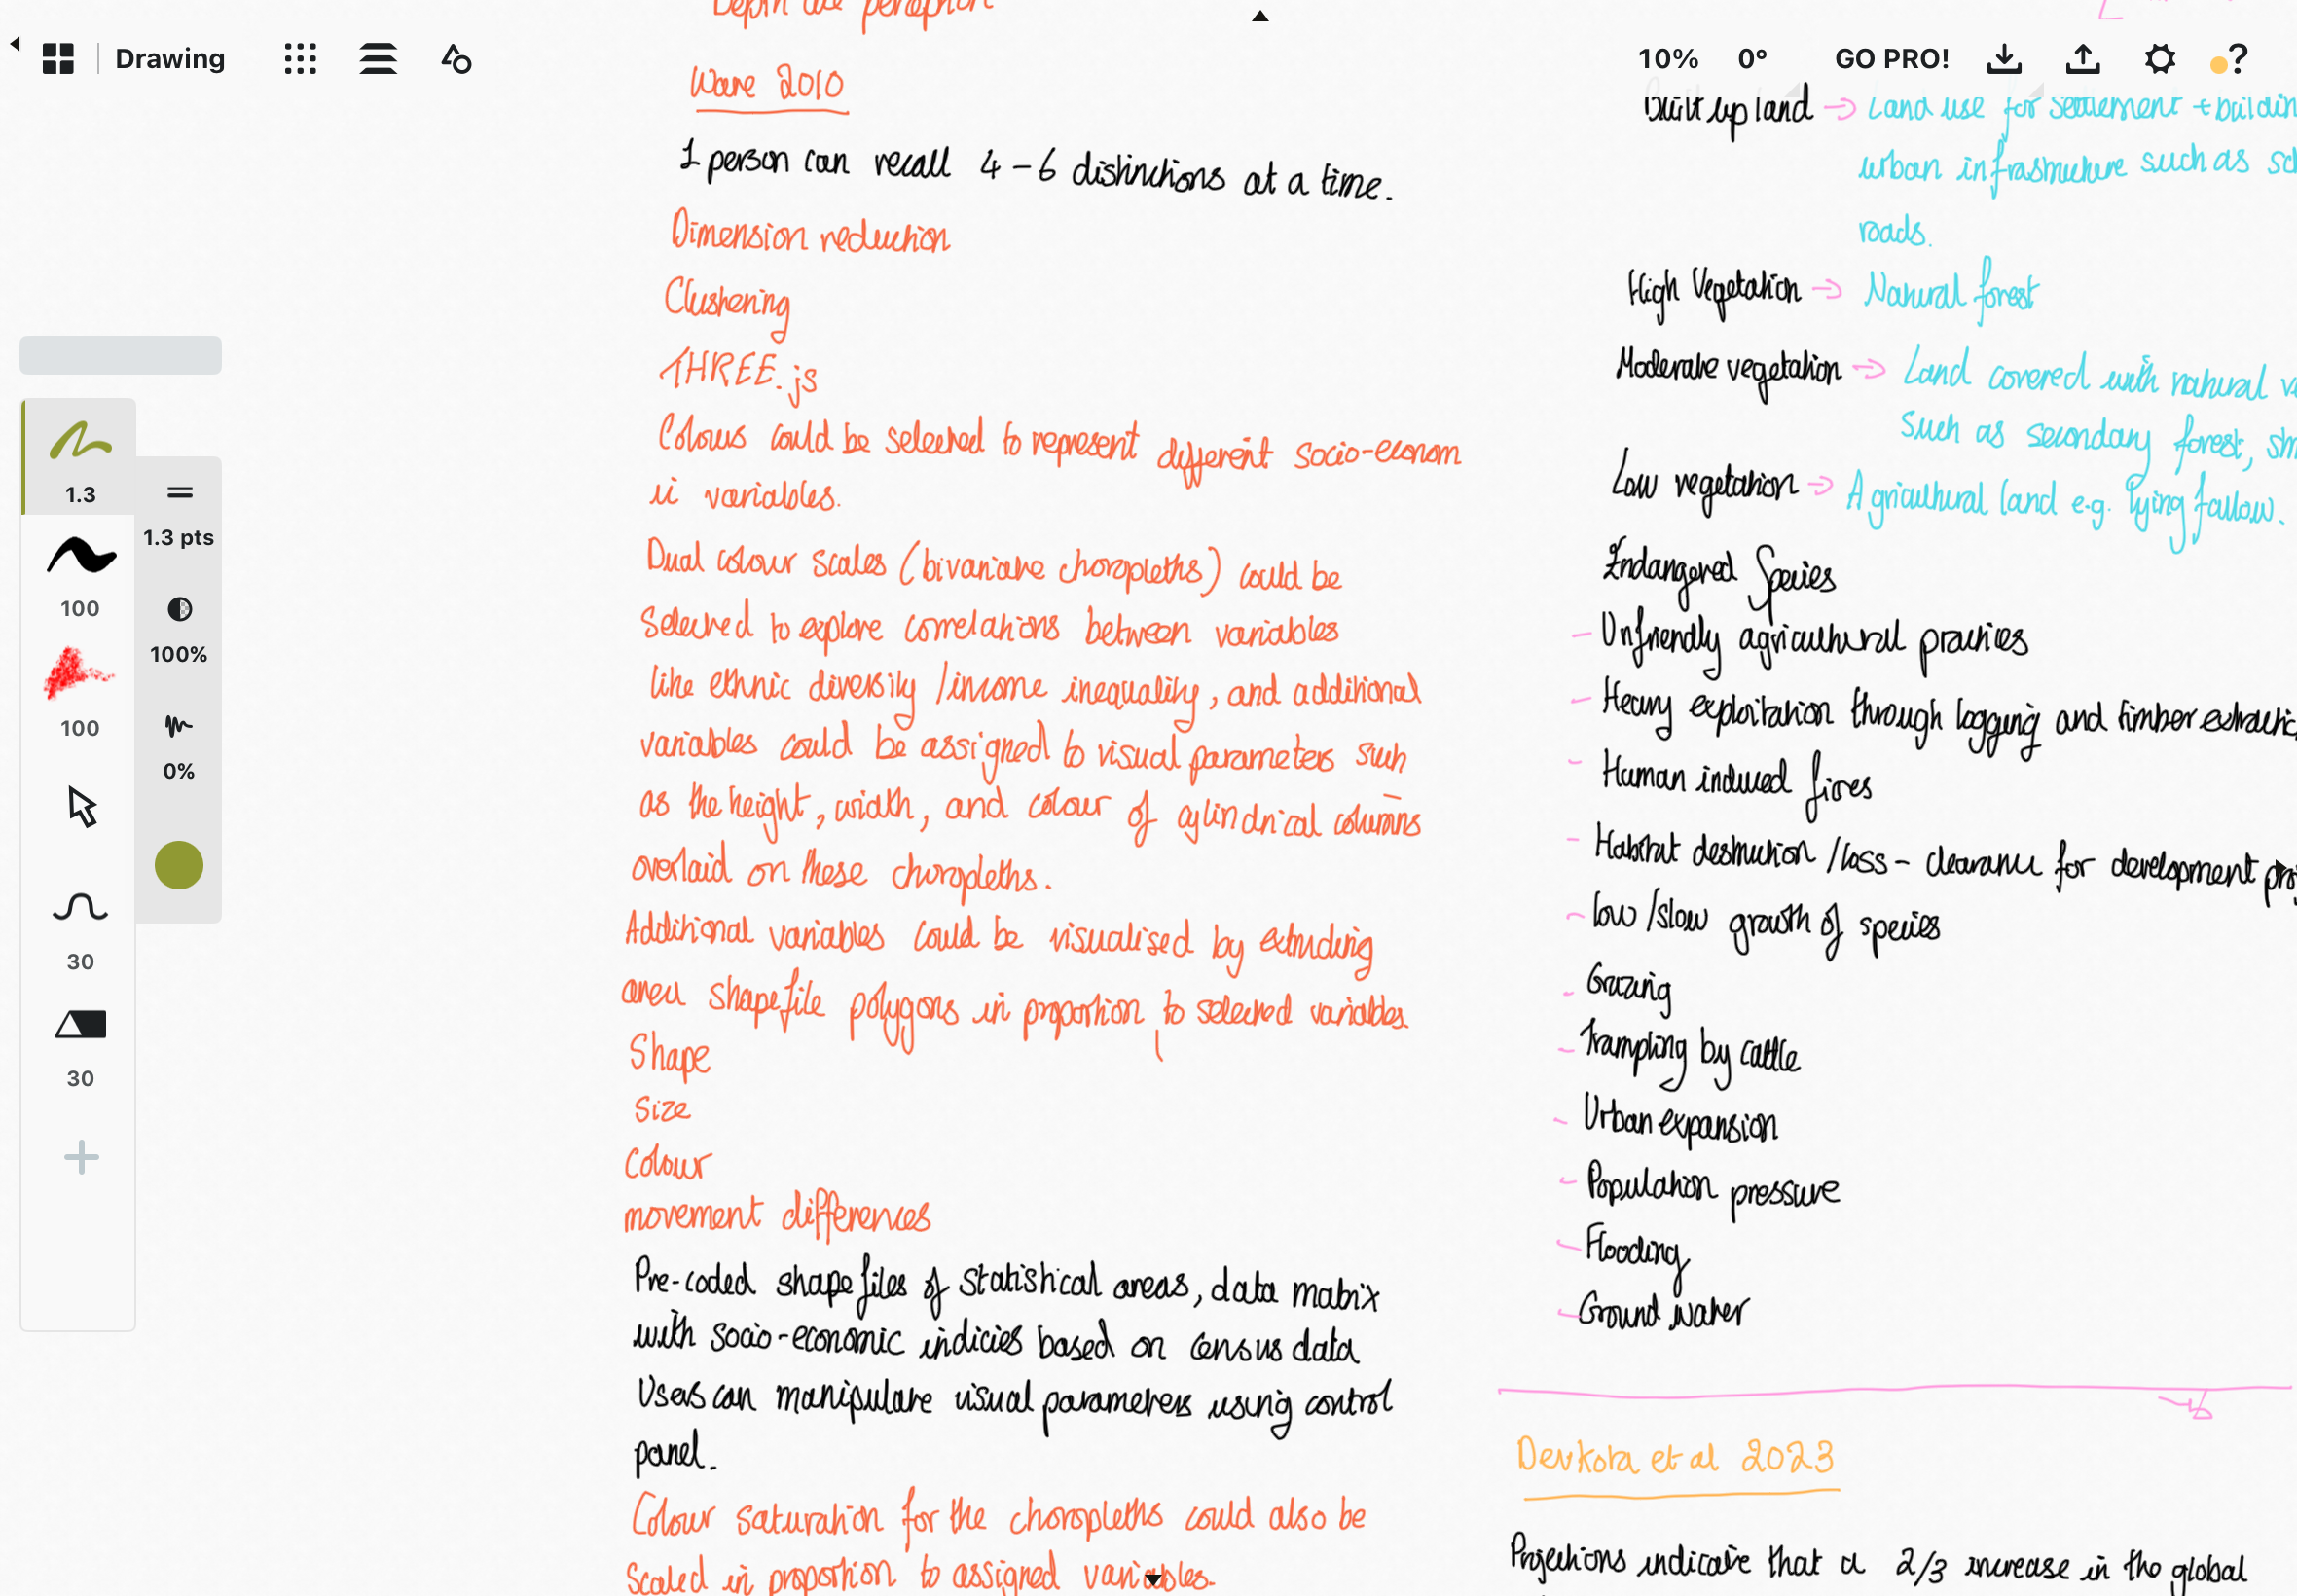 Depth
Drawing
10% 0° GO PRO! ?
Ware 2010
1 person can recall 4-6 distinctions at a time.
Dimension reduction
Clustering
THREE.js
Colours could be selected to represent different socio-econom
ic variables.
Dual colour scales (bivariate choropleths) could be
selected to explore correlations between variables
like ethnic diversity /income inequality, and additional
variables could be assigned to visual parameters such
as the height, width, and colour of cylindrical columns
overlaid on these choropleths.
Additional variables could be visualised by extruding
area shapefile polygons in proportion to selected variables.
Shape
Size
Colour
movement differences
Pre-coded shapefiles of statistical areas, data matrix
with socio-economic indicies based on census data
Users can manipulate visual parameters using control
panel.
Colour saturation for the choropleths could also be
scaled in proportion to assigned variables.
1.3
100
100
30
30
1.3 pts
100%
0%
Built up land → Land use for settlement + buildin
urban infrastructure such as sc
roads.
High Vegetation → Natural forest
Moderate vegetation → Land covered with natural v
such as secondary forest, sh
Low vegetation → Agricultural land e.g. lying fallow.
Endangered Species
- Unfriendly agricultural practices
- Heavy exploitation through logging and timber extractic
- Human induced fires
- Habitat destruction /loss - clearance for development pro
- Low /slow growth of species
- Grazing
- Trampling by cattle
- Urban expansion
- Population pressure
- Flooding
- Ground water
Devkota et al 2023
Projections indicate that a 2/3 increase in the global